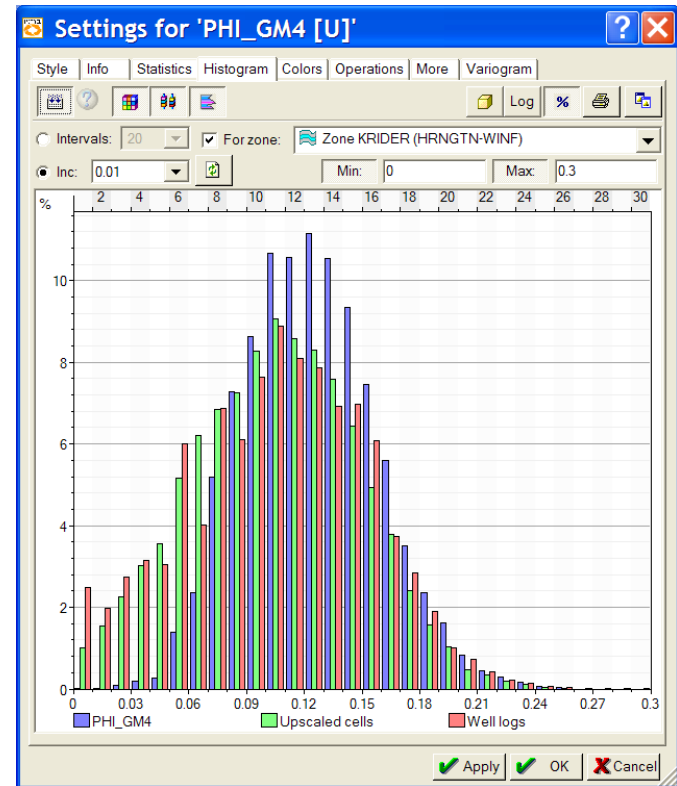 Settings for 'PHI_GM4 [U]'
Style Info Statistics Histogram Colors Operations More Variogram
Log %
Intervals: 20 For zone: Zone KRIDER (HRNGTN-WINF)
Inc: 0.01 Min: 0 Max: 0.3
% 2 4 6 8 10 12 14 16 18 20 22 24 26 28 30
10
8
6
4
2
0
0 0.03 0.06 0.09 0.12 0.15 0.18 0.21 0.24 0.27 0.3
PHI_GM4 Upscaled cells Well logs
Apply OK Cancel